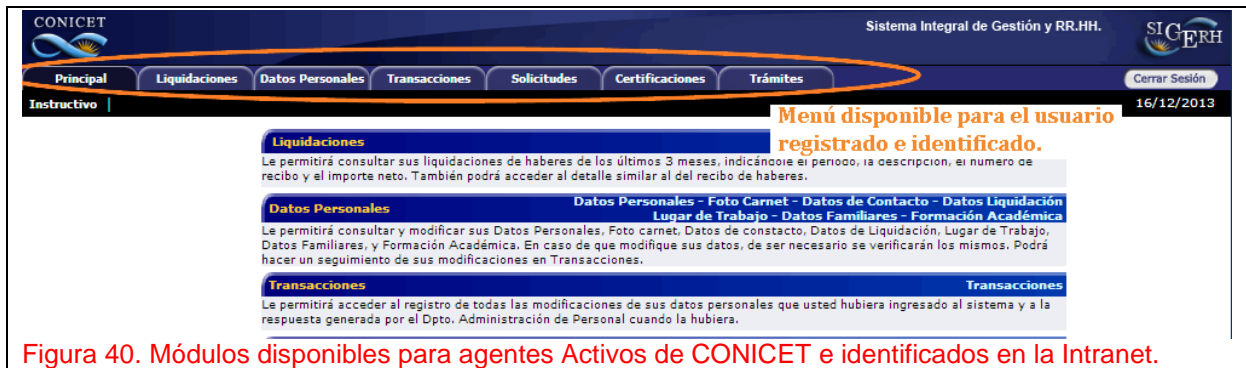 CONICET
Sistema Integral de Gestión y RR.HH.
SIGERH
Principal Liquidaciones Datos Personales Transacciones Solicitudes Certificaciones Trámites Cerrar Sesión
Instructivo 16/12/2013
Menú disponible para el usuario
registrado e identificado.
Liquidaciones
Le permitirá consultar sus liquidaciones de haberes de los últimos 3 meses, indicándole el período, la descripción, el número de
recibo y el importe neto. También podrá acceder al detalle similar al del recibo de haberes.
Datos Personales Datos Personales - Foto Carnet - Datos de Contacto - Datos Liquidación
Lugar de Trabajo - Datos Familiares - Formación Académica
Le permitirá consultar y modificar sus Datos Personales, Foto carnet, Datos de constacto, Datos de Liquidación, Lugar de Trabajo,
Datos Familiares, y Formación Académica. En caso de que modifique sus datos, de ser necesario se verificarán los mismos. Podrá
hacer un seguimiento de sus modificaciones en Transacciones.
Transacciones Transacciones
Le permitirá acceder al registro de todas las modificaciones de sus datos personales que usted hubiera ingresado al sistema y a la
respuesta generada por el Dpto. Administración de Personal cuando la hubiera.
Figura 40. Módulos disponibles para agentes Activos de CONICET e identificados en la Intranet.